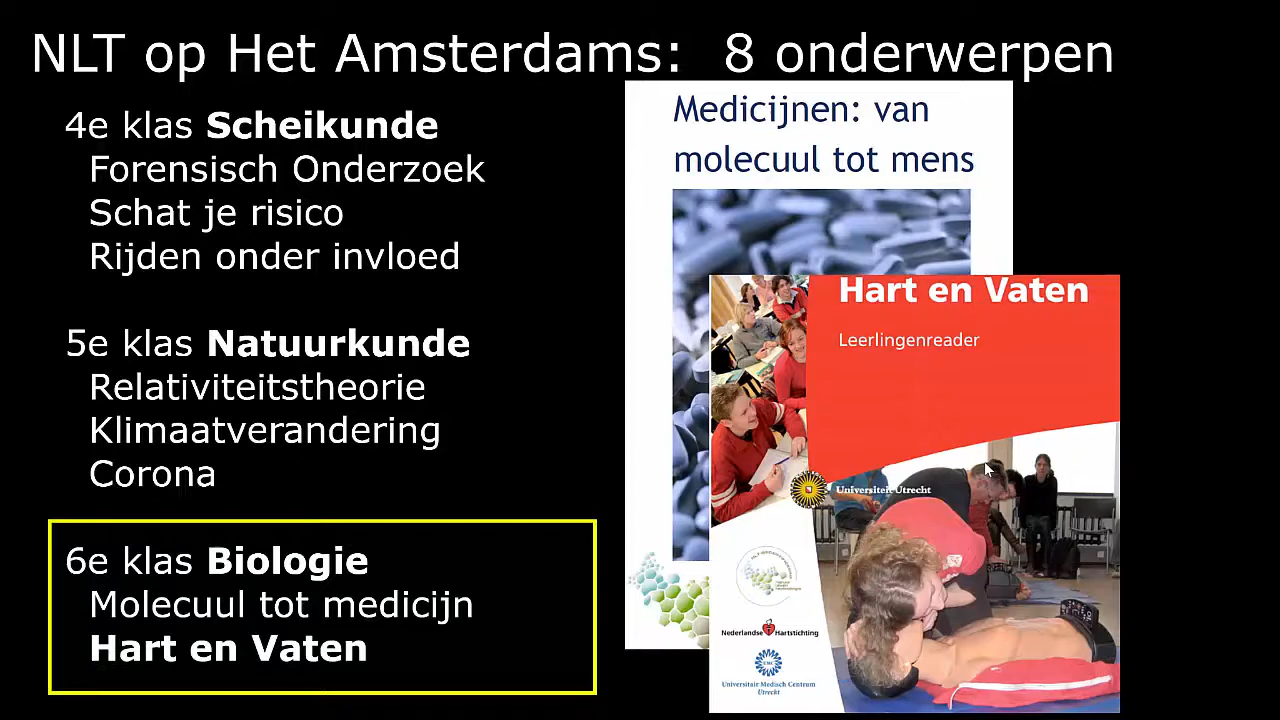 NLT op Het Amsterdams: 8 onderwerpen
4e klas Scheikunde
Forensisch Onderzoek
Schat je risico
Rijden onder invloed
5e klas Natuurkunde
Relativiteitstheorie
Klimaatverandering
Corona
6e klas Biologie
Molecuul tot medicijn
Hart en Vaten
Medicijnen: van
molecuul tot mens
Hart en Vaten
Leerlingenreader
Universiteit Utrecht
Nederlandse Hartstichting
UMC
Universitair Medisch Centrum
Utrecht